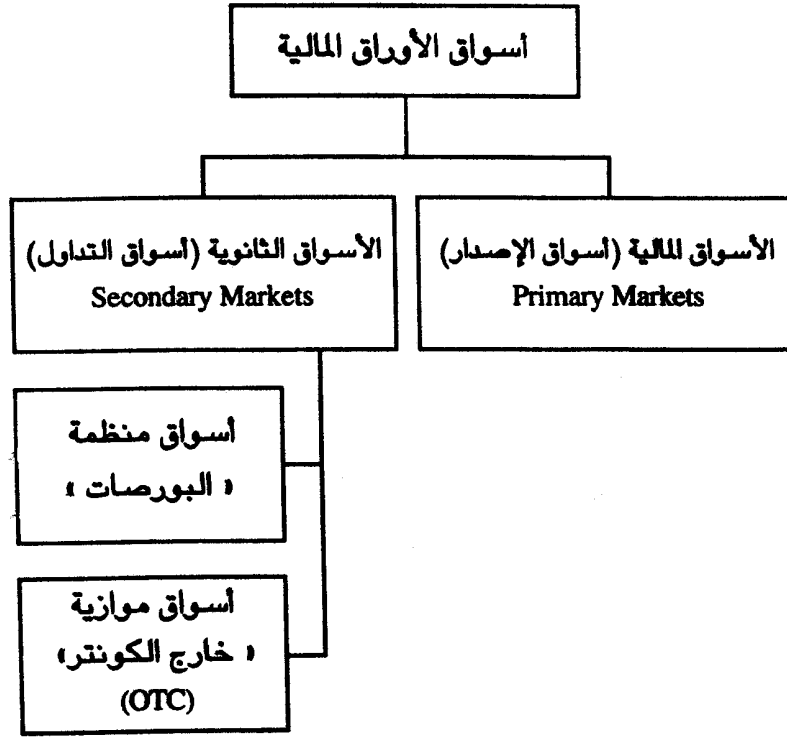 أسواق الأوراق المالية
الأسواق المالية (أسواق الإصدار)
Primary Markets
الأسواق الثانوية (أسواق التداول)
Secondary Markets
أسواق منظمة
« البورصات »
أسواق موازية
« خارج الكونتر»
(OTC)